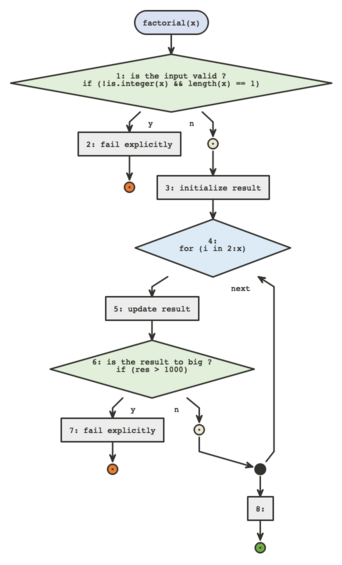 factorial(x)
1: is the input valid ?
if (!is.integer(x) && length(x) == 1)
y
n
2: fail explicitly
3: initialize result
4:
for (i in 2:x)
next
5: update result
6: is the result to big ?
if (res > 1000)
y
n
7: fail explicitly
8: